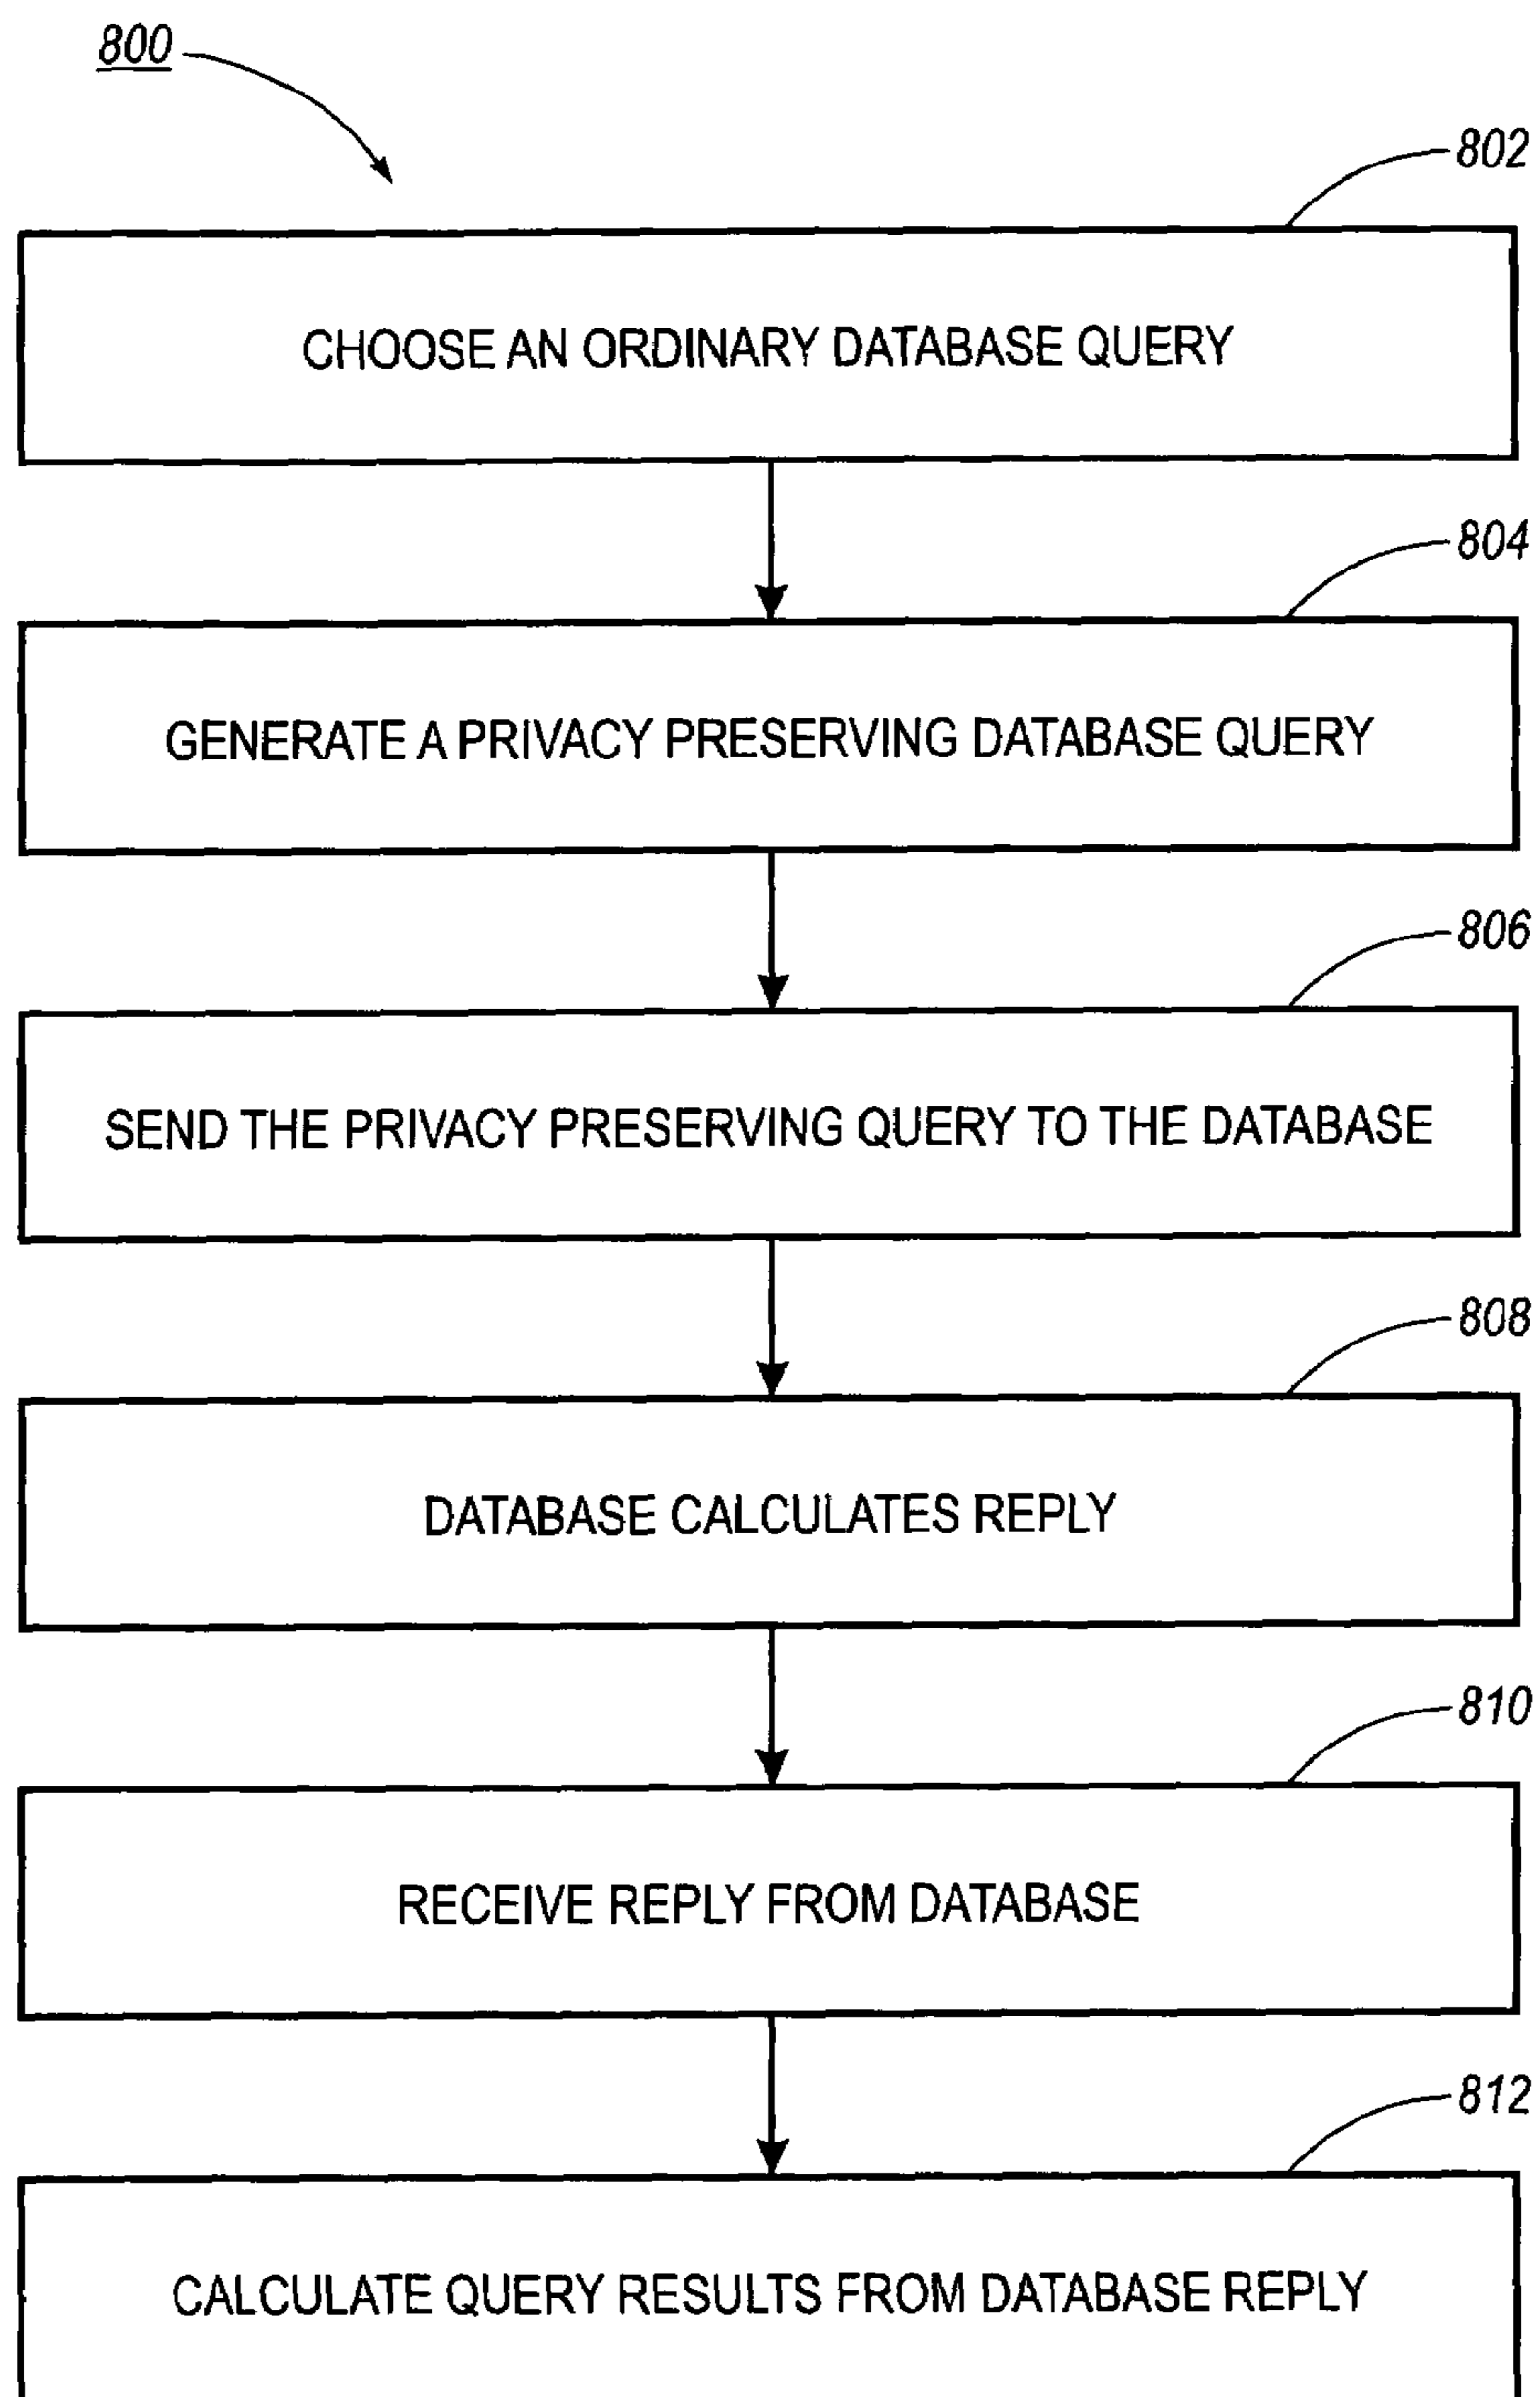 800
802
CHOOSE AN ORDINARY DATABASE QUERY
804
GENERATE A PRIVACY PRESERVING DATABASE QUERY
806
SEND THE PRIVACY PRESERVING QUERY TO THE DATABASE
808
DATABASE CALCULATES REPLY
810
RECEIVE REPLY FROM DATABASE
812
CALCULATE QUERY RESULTS FROM DATABASE REPLY